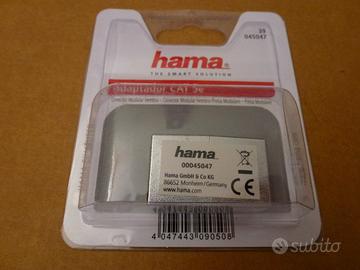 39
045047
hama®
THE SMART SOLUTION
Adaptador CAT 5e
hama.
00045047
Hama GmbH & Co KG
86652 Monheim/Germany
www.hama.com
CE
4 047443 090508
subito